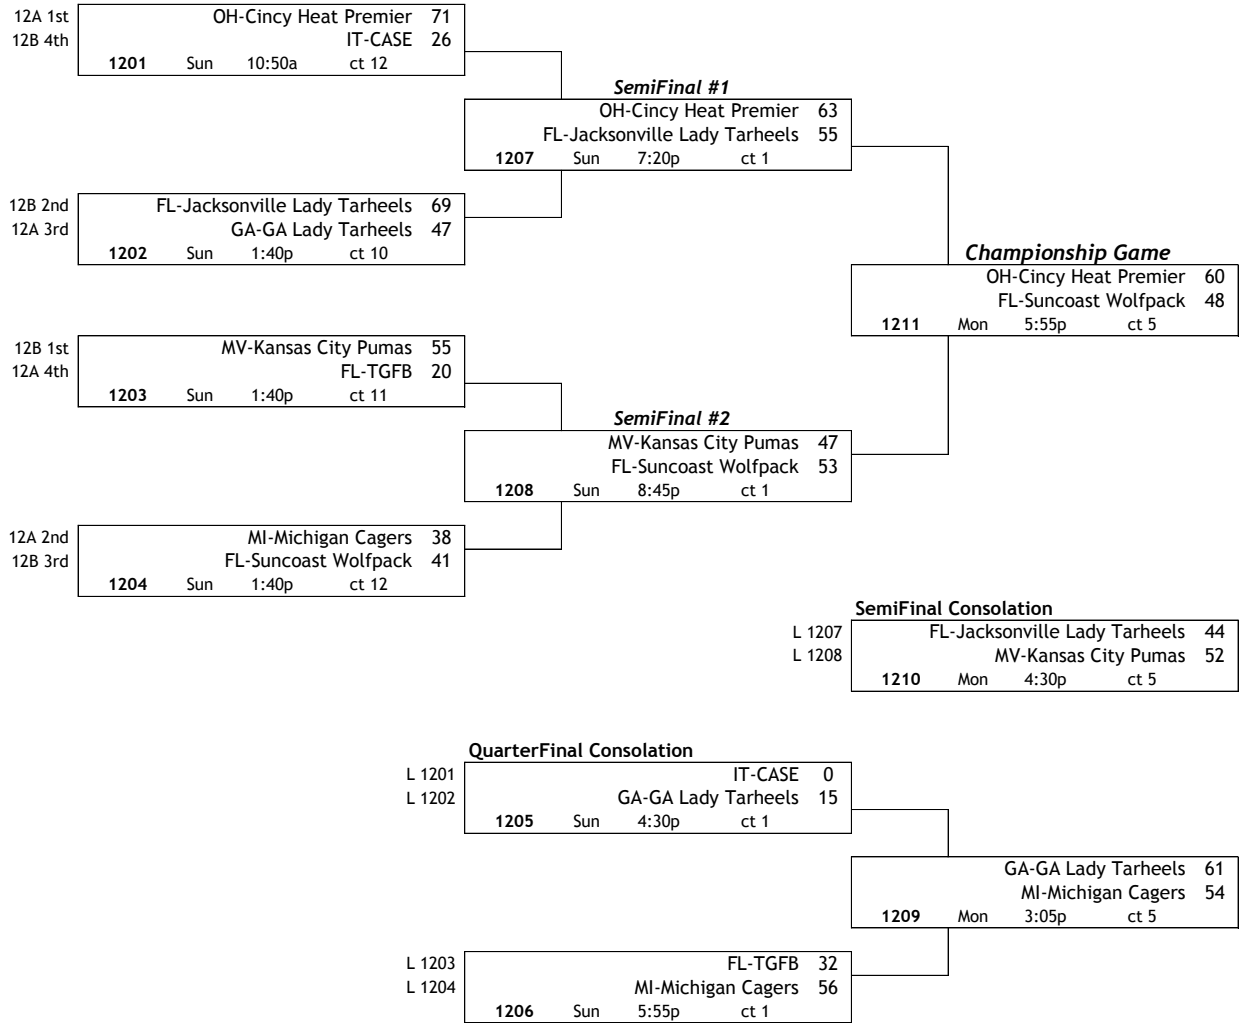 12A 1st OH-Cincy Heat Premier 71
12B 4th IT-CASE 26
1201 Sun 10:50a ct 12
SemiFinal #1
OH-Cincy Heat Premier 63
FL-Jacksonville Lady Tarheels 55
1207 Sun 7:20p ct 1
12B 2nd FL-Jacksonville Lady Tarheels 69
12A 3rd GA-GA Lady Tarheels 47
1202 Sun 1:40p ct 10
Championship Game
OH-Cincy Heat Premier 60
FL-Suncoast Wolfpack 48
1211 Mon 5:55p ct 5
12B 1st MV-Kansas City Pumas 55
12A 4th FL-TGFB 20
1203 Sun 1:40p ct 11
SemiFinal #2
MV-Kansas City Pumas 47
FL-Suncoast Wolfpack 53
1208 Sun 8:45p ct 1
12A 2nd MI-Michigan Cagers 38
12B 3rd FL-Suncoast Wolfpack 41
1204 Sun 1:40p ct 12
SemiFinal Consolation
L 1207 FL-Jacksonville Lady Tarheels 44
L 1208 MV-Kansas City Pumas 52
1210 Mon 4:30p ct 5
QuarterFinal Consolation
L 1201 IT-CASE 0
L 1202 GA-GA Lady Tarheels 15
1205 Sun 4:30p ct 1
GA-GA Lady Tarheels 61
MI-Michigan Cagers 54
1209 Mon 3:05p ct 5
L 1203 FL-TGFB 32
L 1204 MI-Michigan Cagers 56
1206 Sun 5:55p ct 1